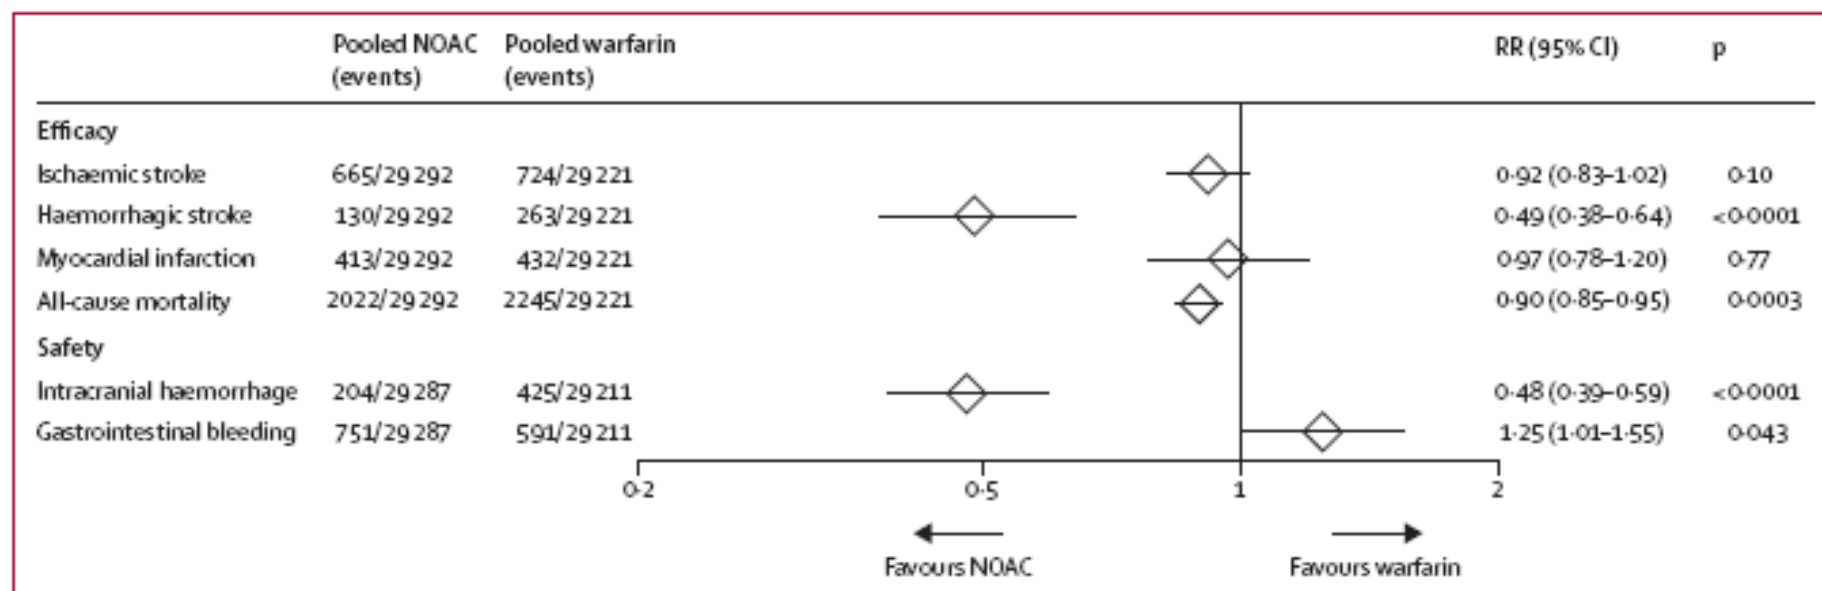 Pooled NOAC Pooled warfarin RR (95% CI) p
(events) (events)
Efficacy
Ischaemic stroke 665/29 292 724/29 221 0·92 (0·83–1·02) 0·10
Haemorrhagic stroke 130/29 292 263/29 221 0·49 (0·38–0·64) <0·0001
Myocardial infarction 413/29 292 432/29 221 0·97 (0·78–1·20) 0·77
All-cause mortality 2022/29 292 2245/29 221 0·90 (0·85–0·95) 0·0003
Safety
Intracranial haemorrhage 204/29 287 425/29 211 0·48 (0·39–0·59) <0·0001
Gastrointestinal bleeding 751/29 287 591/29 211 1·25 (1·01–1·55) 0·043
0·2 0·5 1 2
Favours NOAC Favours warfarin